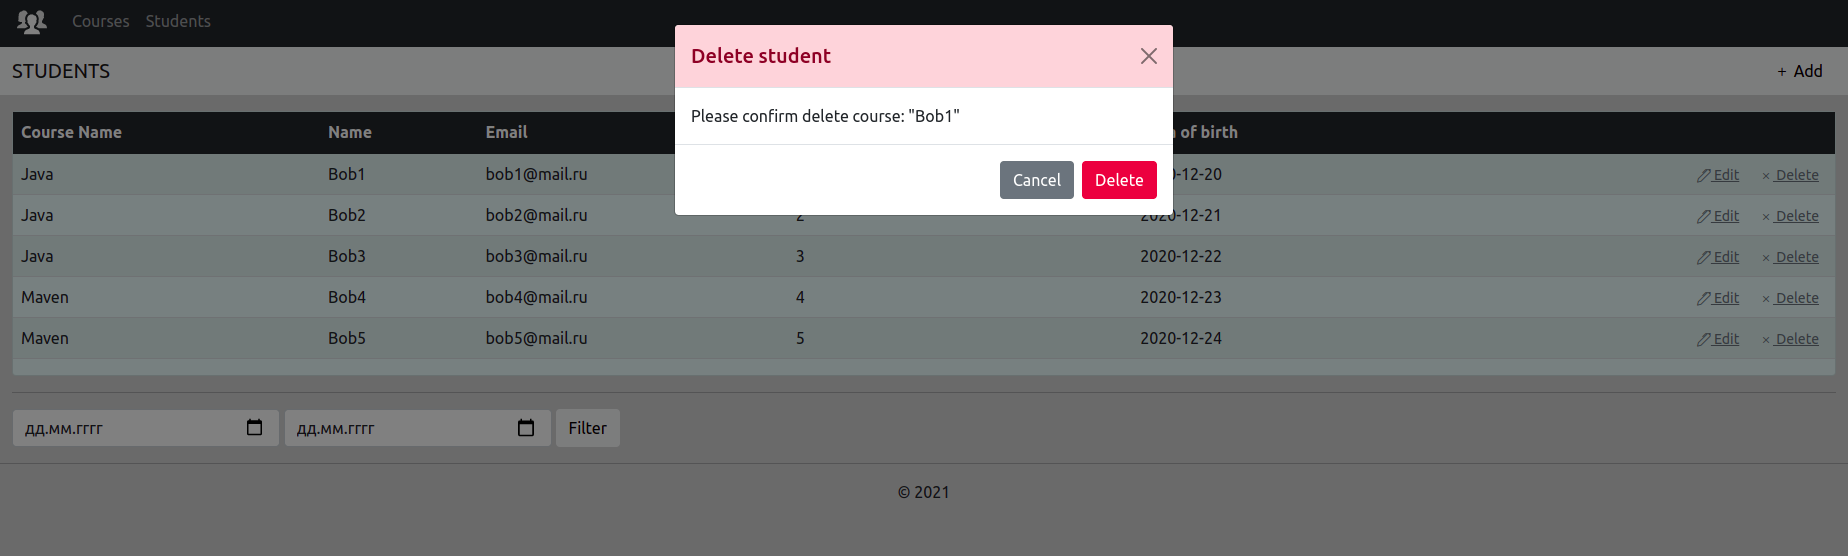 Courses Students
Delete student
STUDENTS
+ Add
Please confirm delete course: "Bob1"
Cancel Delete
Course Name Name Email of birth
Java Bob1 bob1@mail.ru -12-20 Edit × Delete
Java Bob2 bob2@mail.ru 2 2020-12-21 Edit × Delete
Java Bob3 bob3@mail.ru 3 2020-12-22 Edit × Delete
Maven Bob4 bob4@mail.ru 4 2020-12-23 Edit × Delete
Maven Bob5 bob5@mail.ru 5 2020-12-24 Edit × Delete
дд.мм.гггг дд.мм.гггг Filter
© 2021